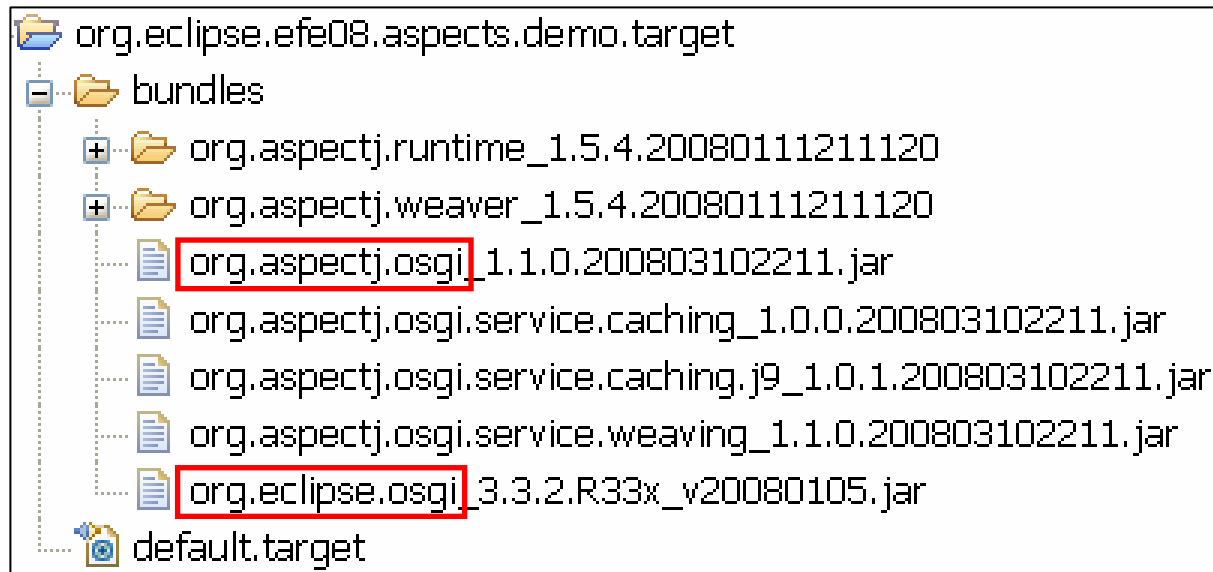 org.eclipse.efe08.aspects.demo.target
bundles
org.aspectj.runtime_1.5.4.20080111211120
org.aspectj.weaver_1.5.4.20080111211120
org.aspectj.osgi_1.1.0.200803102211.jar
org.aspectj.osgi.service.caching_1.0.0.200803102211.jar
org.aspectj.osgi.service.caching.j9_1.0.1.200803102211.jar
org.aspectj.osgi.service.weaving_1.1.0.200803102211.jar
org.eclipse.osgi_3.3.2.R33x_v20080105.jar
default.target